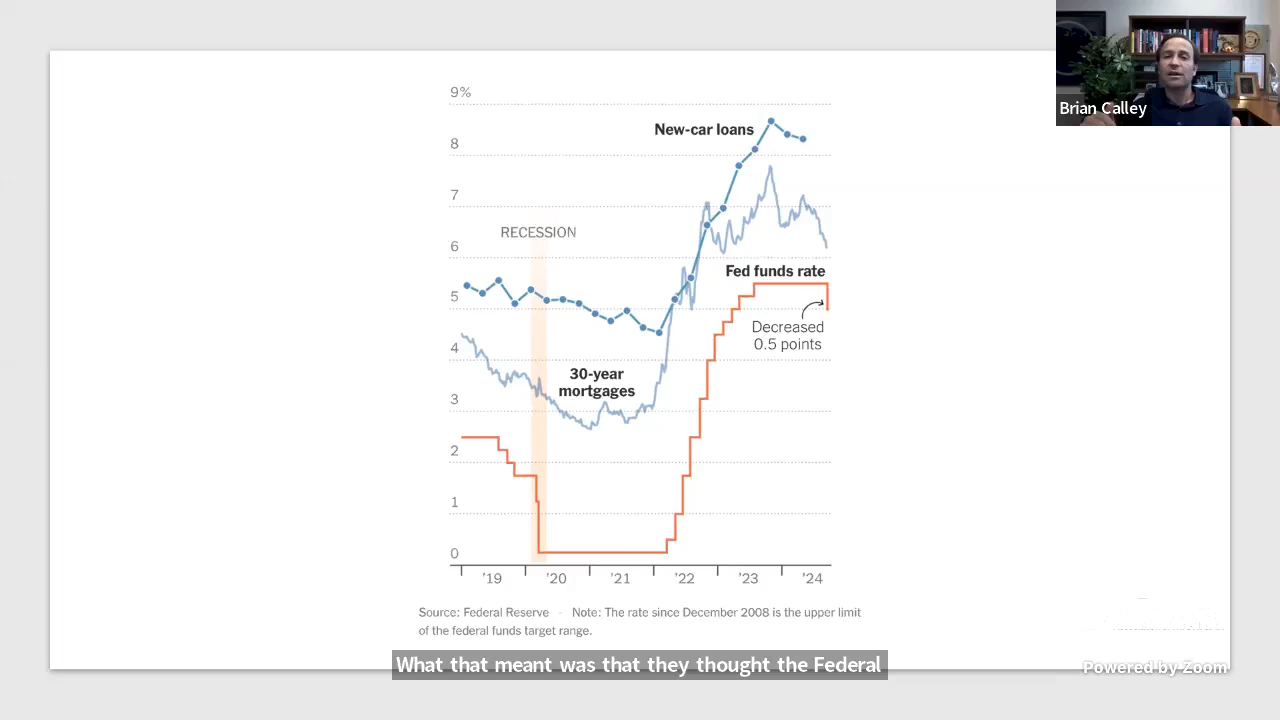 Brian Calley
9%
8
7
6
5
4
3
2
1
0
New-car loans
RECESSION
Fed funds rate
Decreased
0.5 points
30-year
mortgages
'19
'20
'21
'22
'23
'24
Source: Federal Reserve - Note: The rate since December 2008 is the upper limit
of the federal funds target range.
What that meant was that they thought the Federal
Powered by Zoom